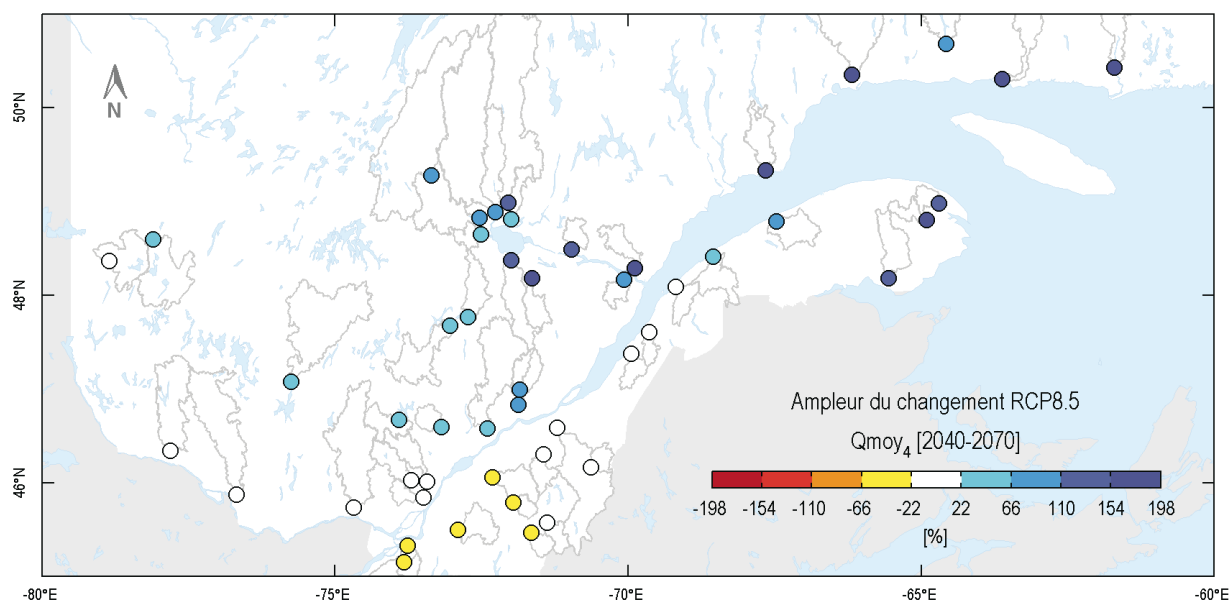 50°N
48°N
46°N
N
Ampleur du changement RCP8.5
Qmoy4 [2040-2070]
-198 -154 -110 -66 -22 22 66 110 154 198
[%]
-80°E -75°E -70°E -65°E -60°E